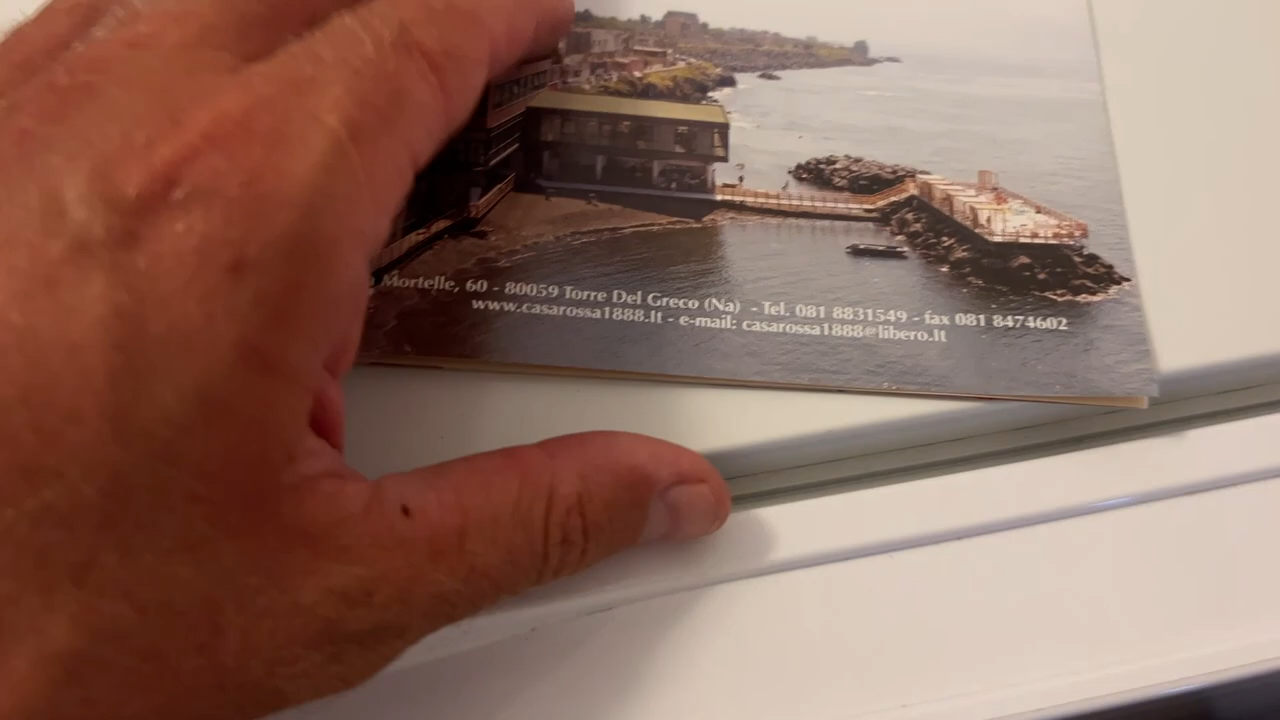 Mortelle, 60 - 80059 Torre Del Greco (Na) - Tel. 081 8831549 - fax 081 8474602
www.casarossa1888.It - e-mail: casarossa1888@libero.It